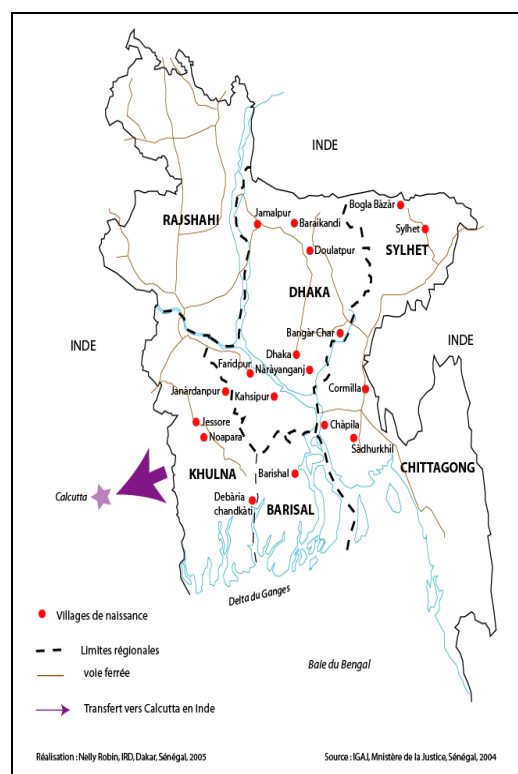 INDE
Bogla Bàzàr
RAJSHAHI
Jamalpur
Baraikandi
Sylhet
SYLHET
Doulatpur
DHAKA
Bangàr Char
INDE
INDE
Dhaka
Faridpur
Nàràyanganj
Jànàrdanpur
Kahsipur
Cormilla
Jessore
Noapara
Chàpila
Sàdhurkhil
KHULNA
Barishal
CHITTAGONG
Calcutta
Debària
chandkàti
BARISAL
Delta du Ganges
Villages de naissance
Limites régionales
Baie du Bengal
voie ferrée
Transfert vers Calcutta en Inde
Réalisation : Nelly Robin, IRD, Dakar, Sénégal, 2005
Source : IGAJ, Mnistère de la Justice, Sénégal, 2004